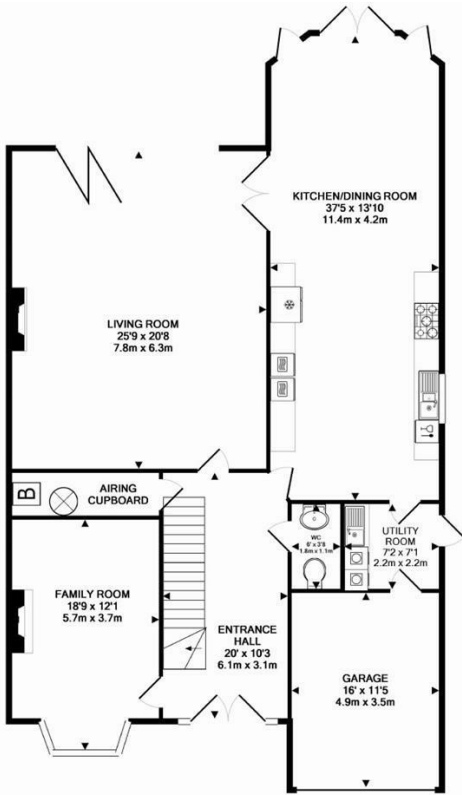 KITCHEN/DINING ROOM
37'5 x 13'10
11.4m x 4.2m
LIVING ROOM
25'9 x 20'8
7.8m x 6.3m
B
AIRING
CUPBOARD
WC
6' x 3'8
1.8m x 1.1m
UTILITY
ROOM
7'2 x 7'1
2.2m x 2.2m
FAMILY ROOM
18'9 x 12'1
5.7m x 3.7m
ENTRANCE
HALL
20' x 10'3
6.1m x 3.1m
GARAGE
16' x 11'5
4.9m x 3.5m